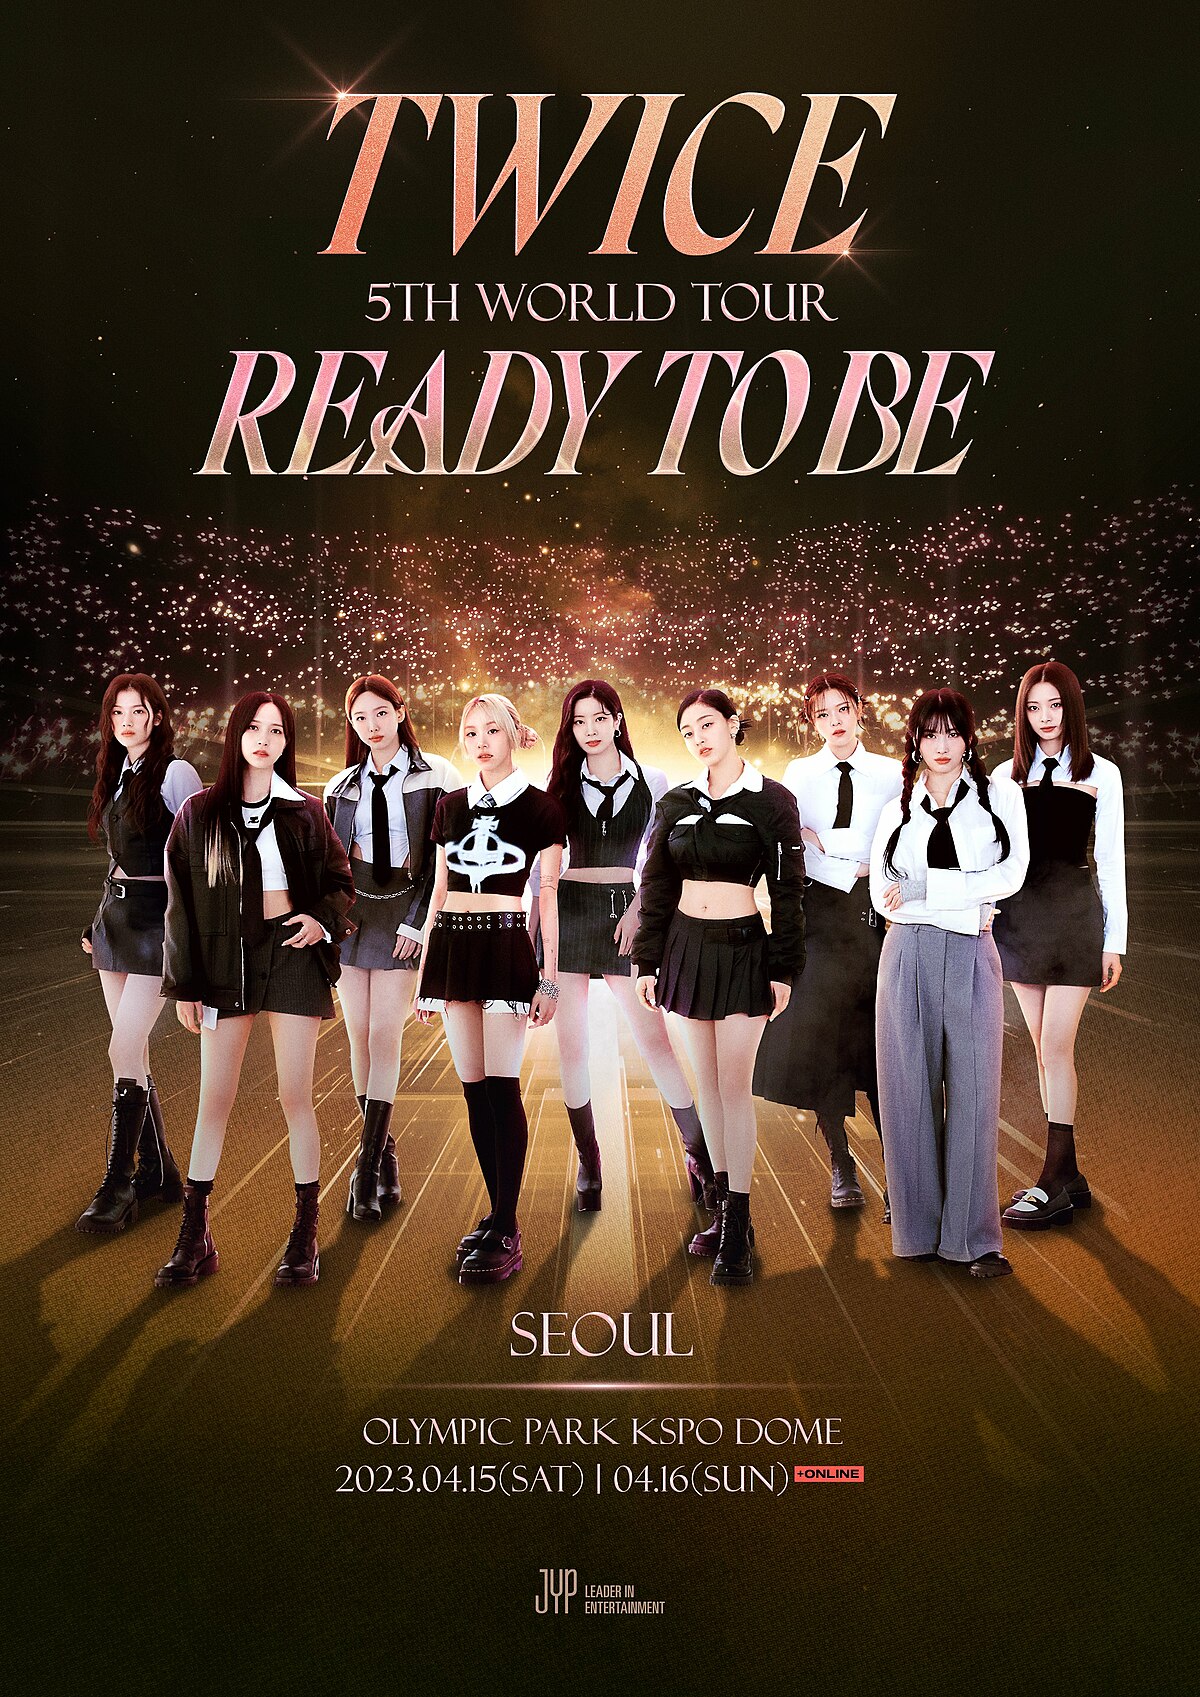 TWICE
5TH WORLD TOUR
READY TO BE
SEOUL
OLYMPIC PARK KSPO DOME
2023.04.15(SAT) | 04.16(SUN) +ONLINE
JYP LEADER IN
ENTERTAINMENT